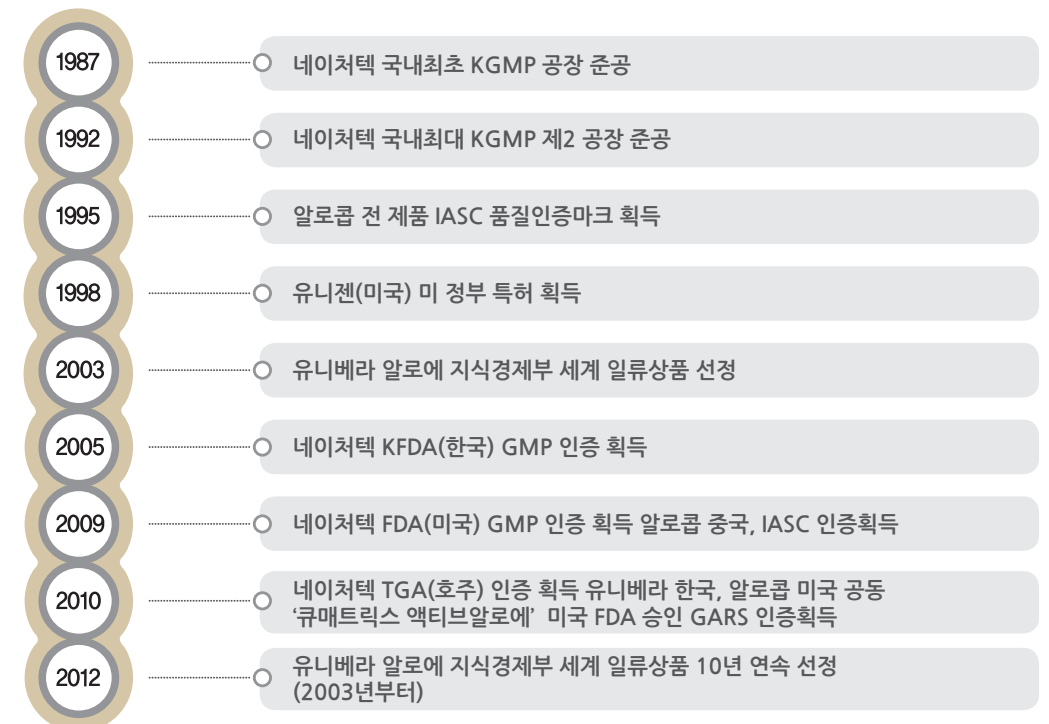 1987
네이처텍 국내최초 KGMP 공장 준공
1992
네이처텍 국내최대 KGMP 제2 공장 준공
1995
알로콥 전 제품 IASC 품질인증마크 획득
1998
유니젠(미국) 미 정부 특허 획득
2003
유니베라 알로에 지식경제부 세계 일류상품 선정
2005
네이처텍 KFDA(한국) GMP 인증 획득
2009
네이처텍 FDA(미국) GMP 인증 획득 알로콥 중국, IASC 인증획득
2010
네이처텍 TGA(호주) 인증 획득 유니베라 한국, 알로콥 미국 공동
‘큐매트릭스 액티브알로에’ 미국 FDA 승인 GARS 인증획득
2012
유니베라 알로에 지식경제부 세계 일류상품 10년 연속 선정
(2003년부터)